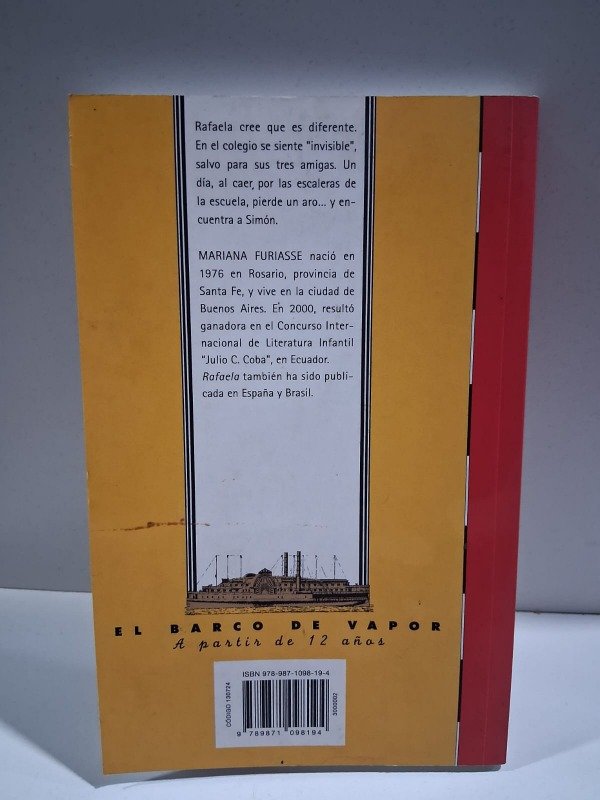 Rafaela cree que es diferente.
En el colegio se siente "invisible",
salvo para sus tres amigas. Un
día, al caer, por las escaleras de
la escuela, pierde un aro... y en-
cuentra a Simón.
MARIANA FURIASSE nació en
1976 en Rosario, provincia de
Santa Fe, y vive en la ciudad de
Buenos Aires. En 2000, resultó
ganadora en el Concurso Inter-
nacional de Literatura Infantil
"Julio C. Coba", en Ecuador.
Rafaela también ha sido publi-
cada en España y Brasil.
EL BARCO DE VAPOR
A partir de 12 años
ISBN 978-987-1098-19-4
CÓDIGO 130724
3000002
9 789871 098194